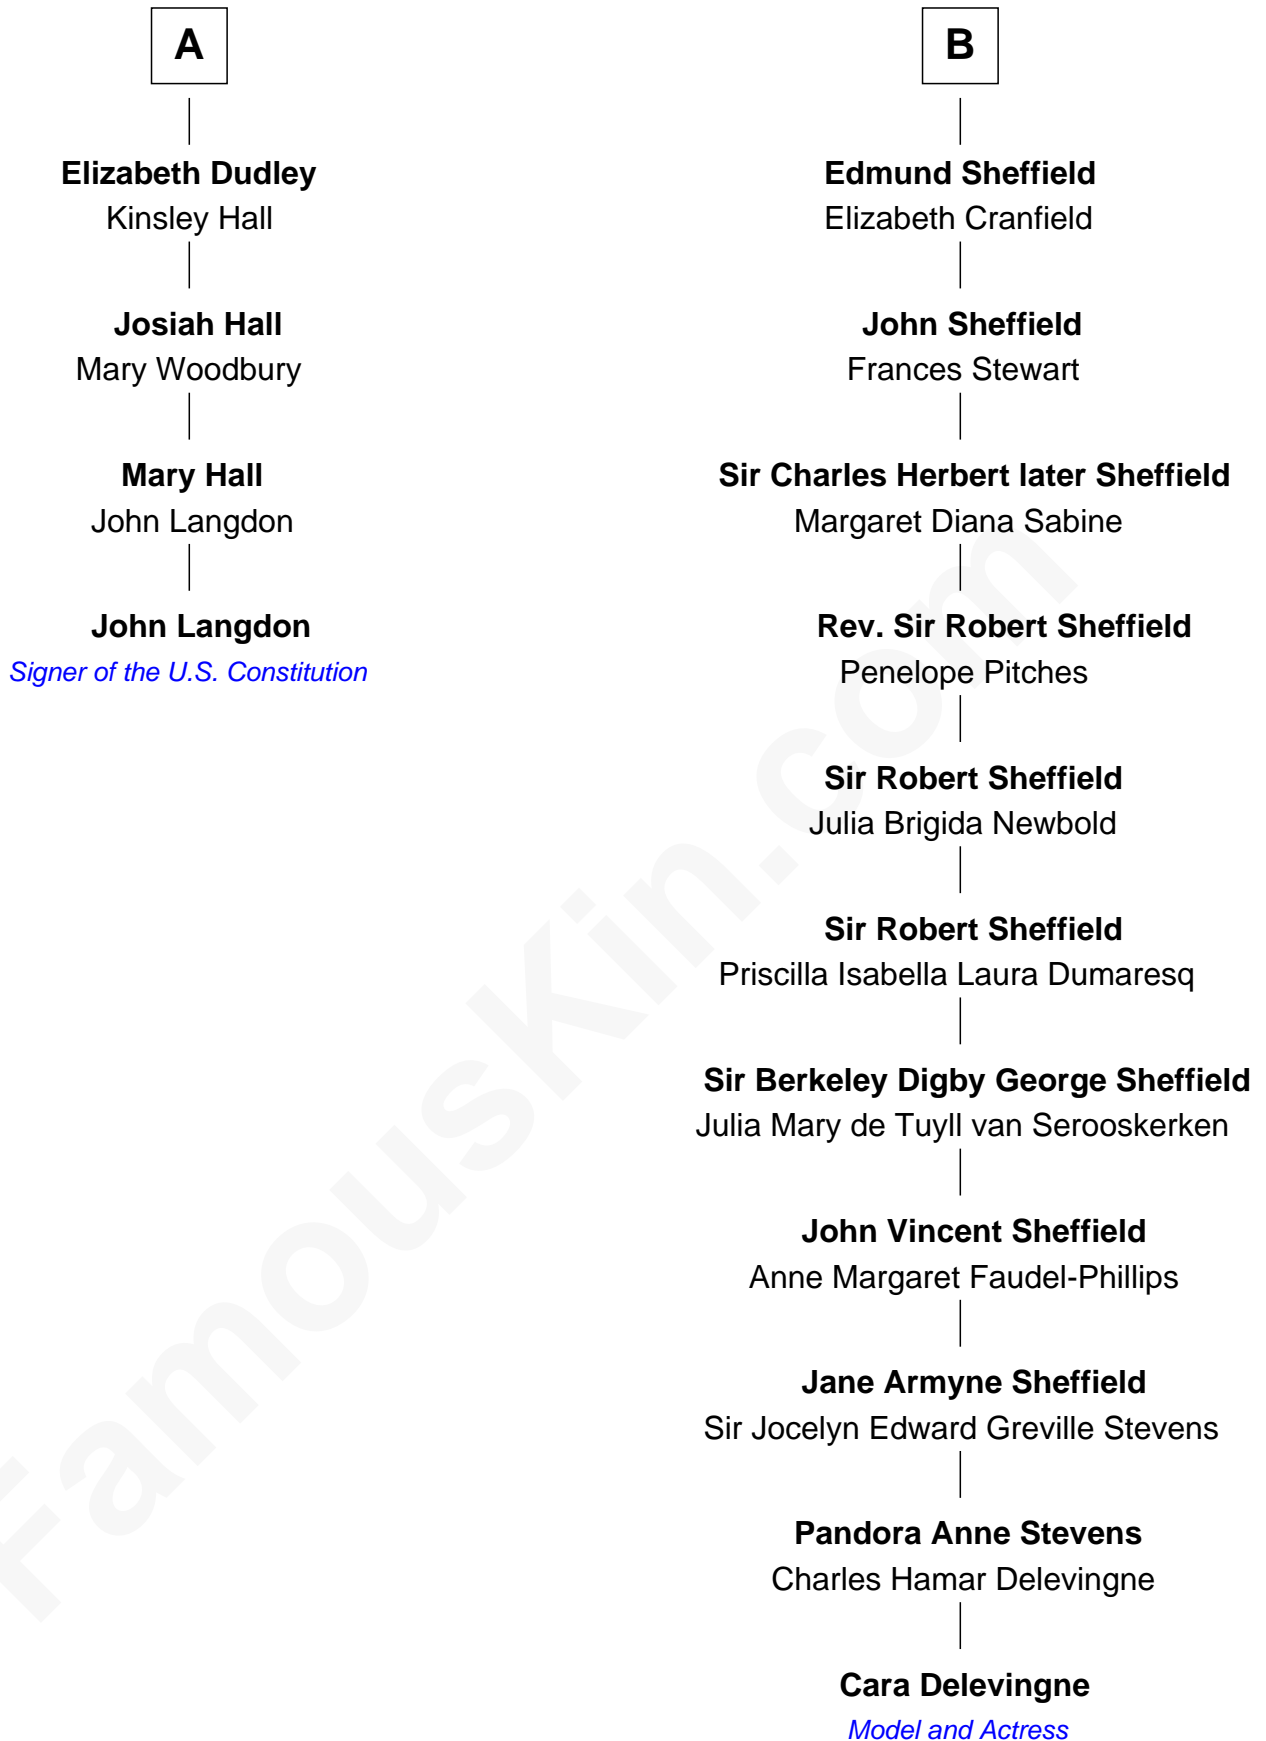 A
Elizabeth Dudley
Kinsley Hall
Josiah Hall
Mary Woodbury
Mary Hall
John Langdon
John Langdon
Signer of the U.S. Constitution
B
Edmund Sheffield
Elizabeth Cranfield
John Sheffield
Frances Stewart
Sir Charles Herbert later Sheffield
Margaret Diana Sabine
Rev. Sir Robert Sheffield
Penelope Pitches
Sir Robert Sheffield
Julia Brigida Newbold
Sir Robert Sheffield
Priscilla Isabella Laura Dumaresq
Sir Berkeley Digby George Sheffield
Julia Mary de Tuyll van Serooskerken
John Vincent Sheffield
Anne Margaret Faudel-Phillips
Jane Armyne Sheffield
Sir Jocelyn Edward Greville Stevens
Pandora Anne Stevens
Charles Hamar Delevingne
Cara Delevingne
Model and Actress
FamousKin.com